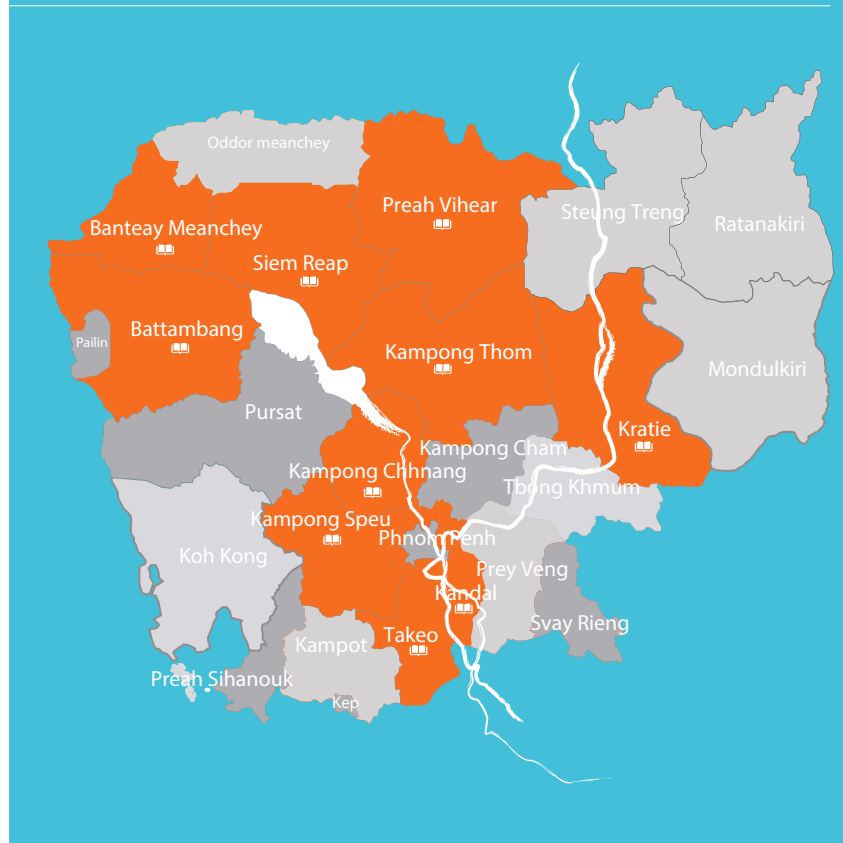 Oddor meanchey
Preah Vihear
Steung Treng
Ratanakiri
Banteay Meanchey
Siem Reap
Battambang
Pailin
Kampong Thom
Mondulkiri
Pursat
Kratie
Kampong Cham
Kampong Chhnang
Tbong Khmum
Kampong Speu
Phnom Penh
Koh Kong
Prey Veng
Kandal
Svay Rieng
Takeo
Kampot
Preah Sihanouk
Kep